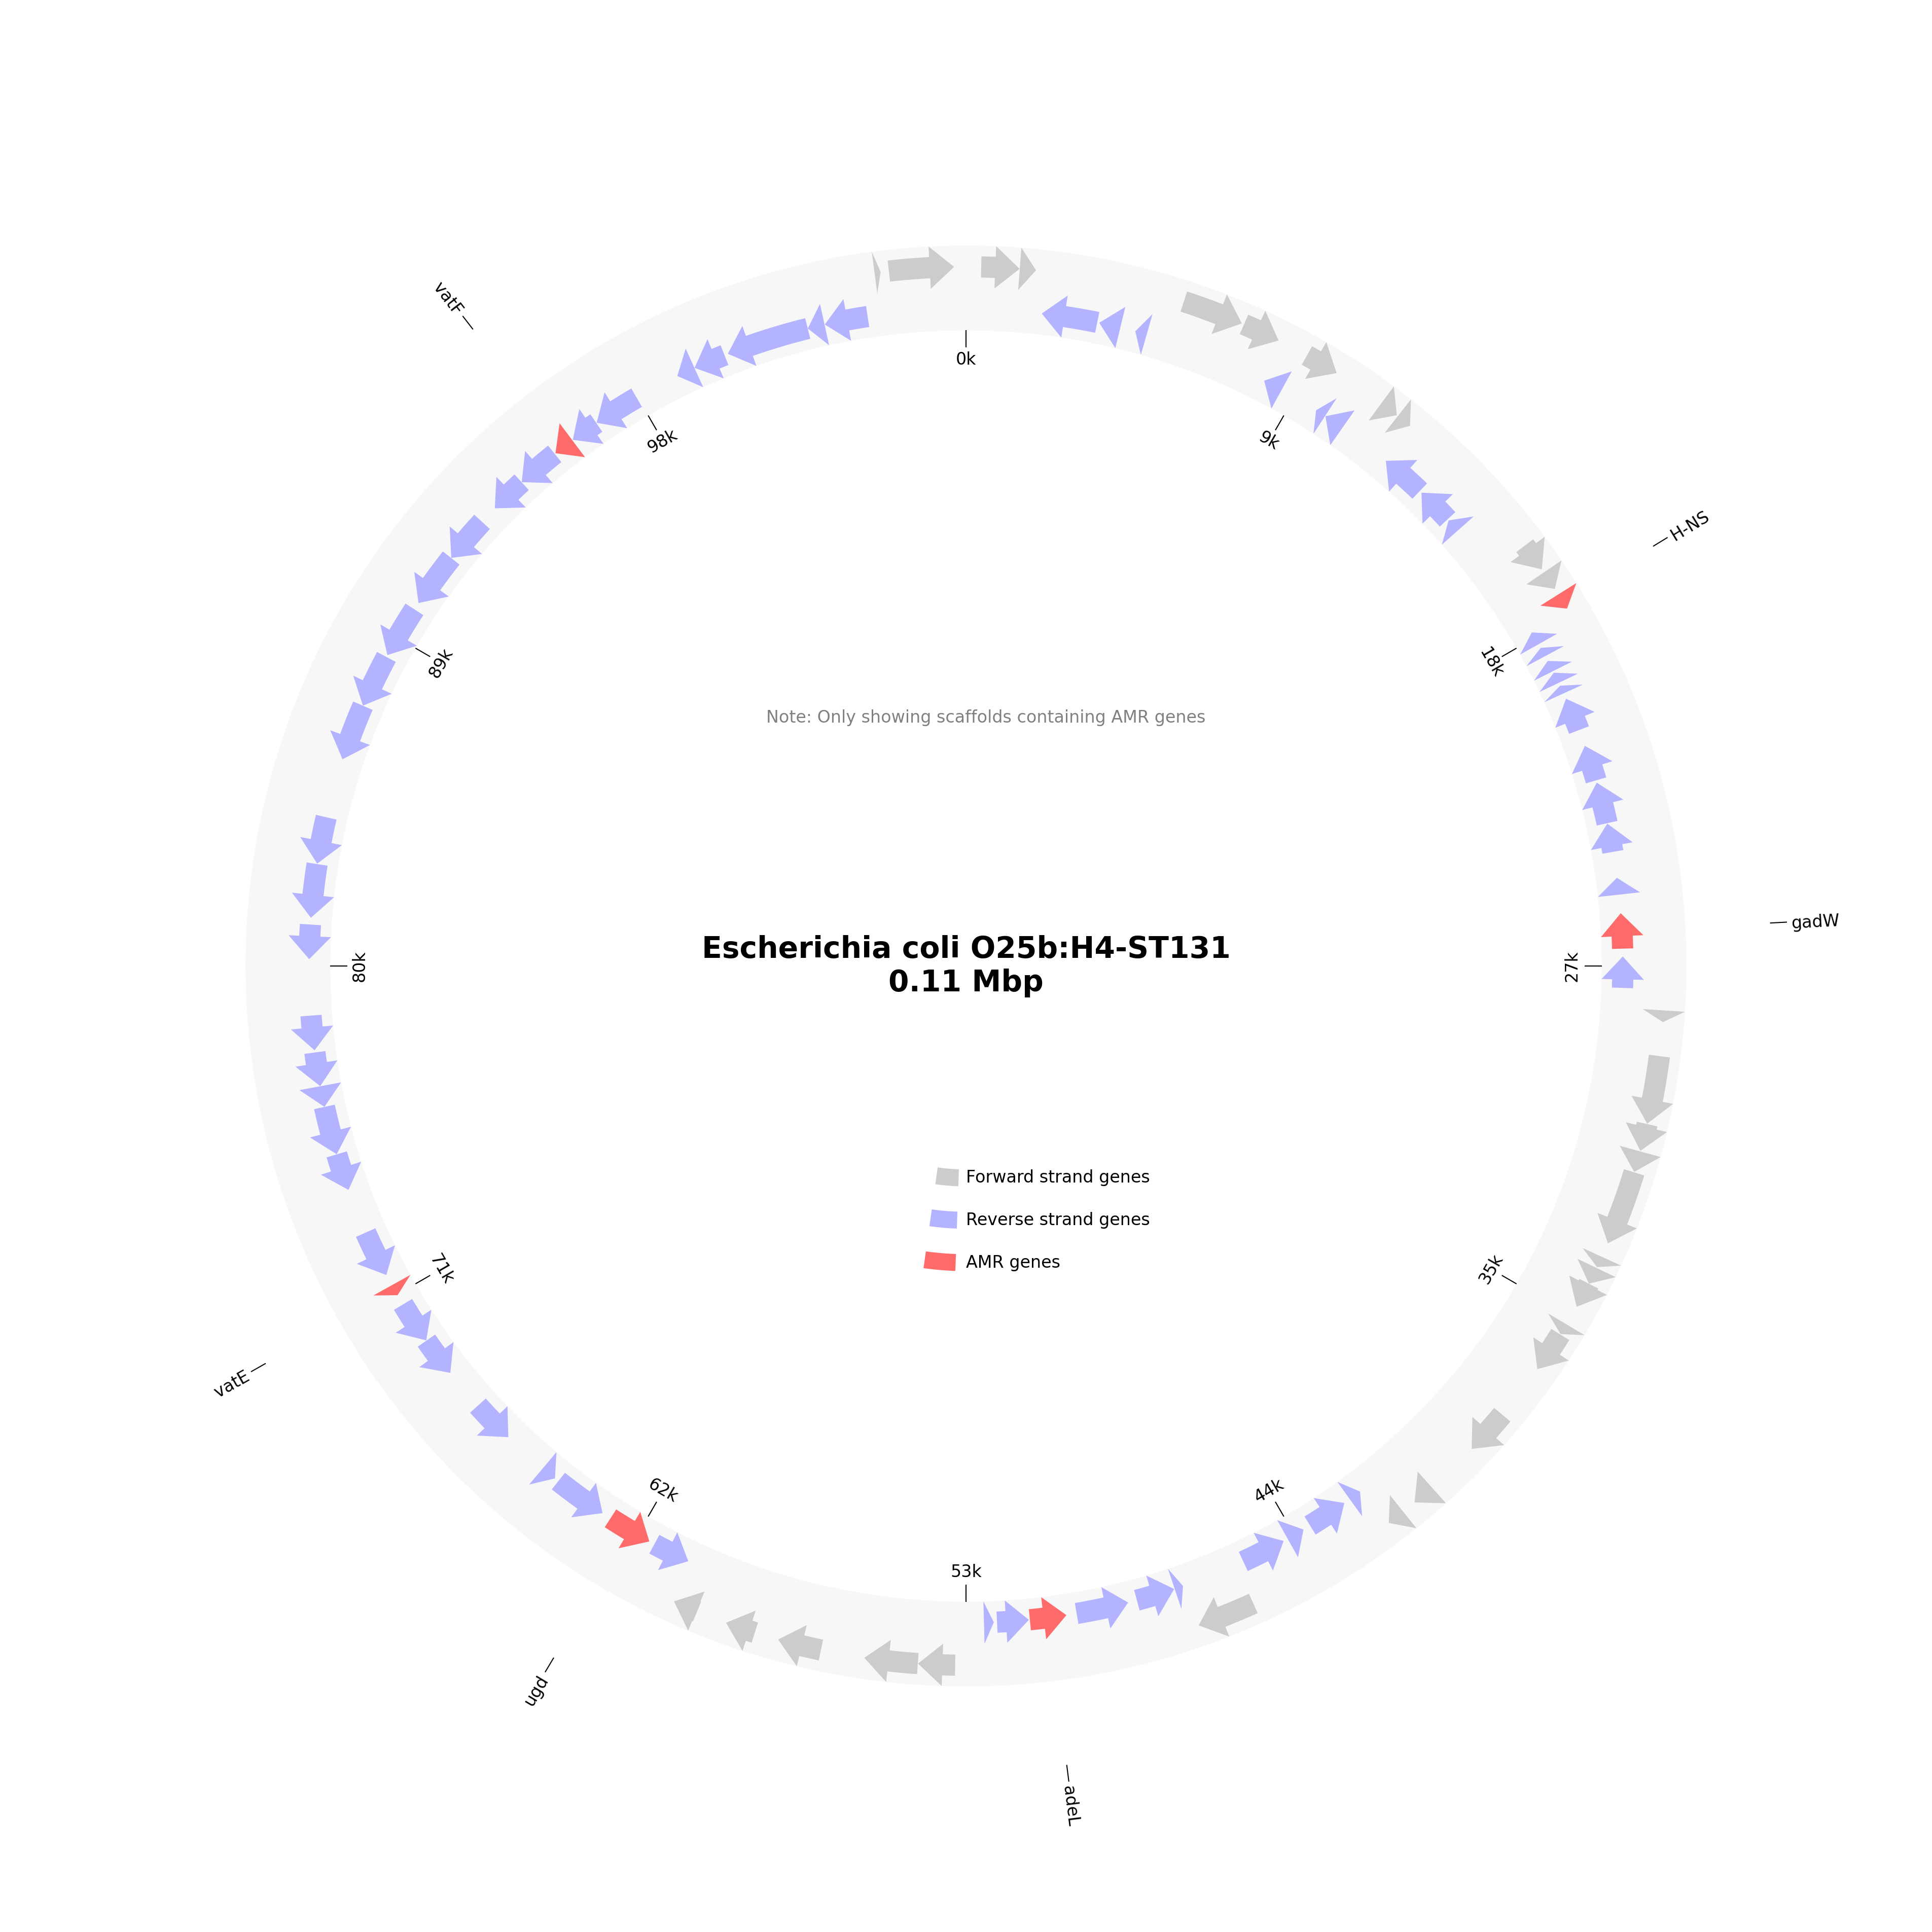 vatF
0k
98k
9k
H-NS
18k
89k
Note: Only showing scaffolds containing AMR genes
gadW
Escherichia coli O25b:H4-ST131
0.11 Mbp
80k
27k
Forward strand genes
Reverse strand genes
AMR genes
71k
35k
vatE
62k
44k
53k
ugd
adeL